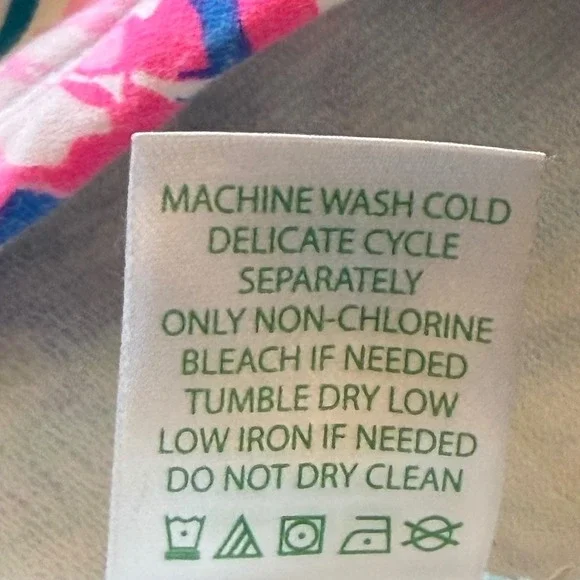 MACHINE WASH COLD
DELICATE CYCLE
SEPARATELY
ONLY NON-CHLORINE
BLEACH IF NEEDED
TUMBLE DRY LOW
LOW IRON IF NEEDED
DO NOT DRY CLEAN